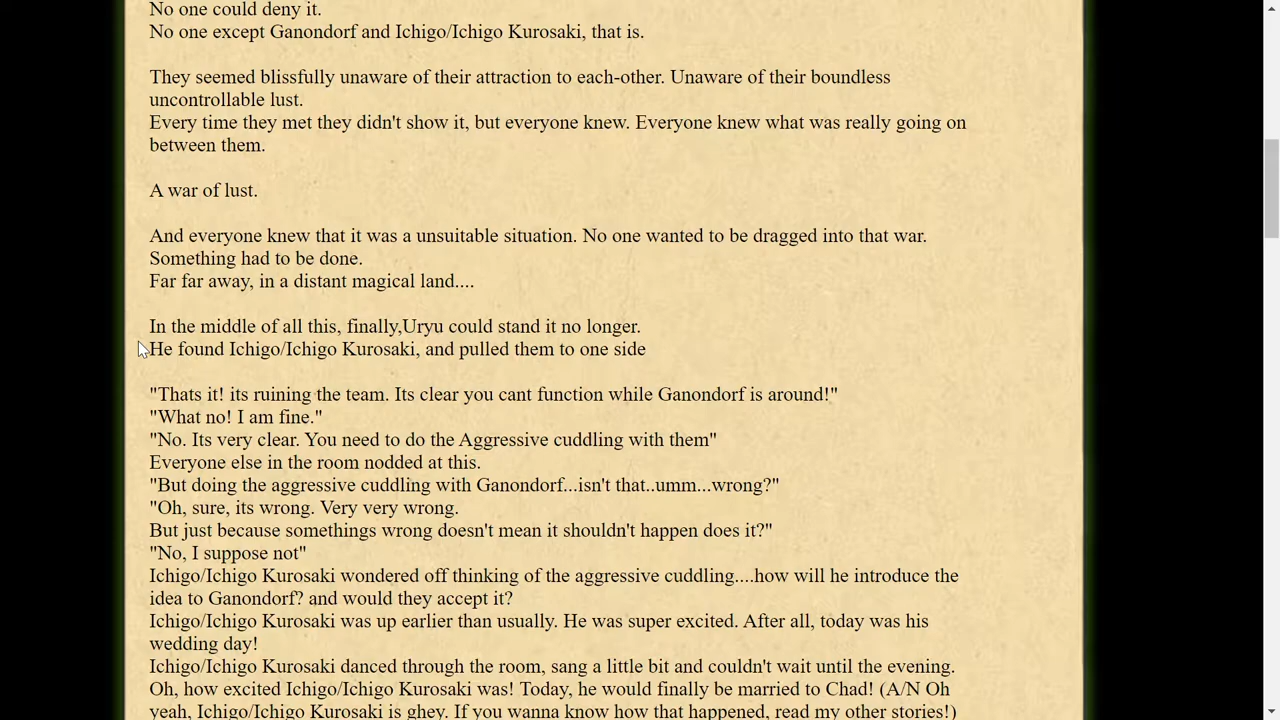 No one could deny it.
No one except Ganondorf and Ichigo/Ichigo Kurosaki, that is.
They seemed blissfully unaware of their attraction to each-other. Unaware of their boundless
uncontrollable lust.
Every time they met they didn't show it, but everyone knew. Everyone knew what was really going on
between them.
A war of lust.
And everyone knew that it was a unsuitable situation. No one wanted to be dragged into that war.
Something had to be done.
Far far away, in a distant magical land....
In the middle of all this, finally,Uryu could stand it no longer.
He found Ichigo/Ichigo Kurosaki, and pulled them to one side
"Thats it! its ruining the team. Its clear you cant function while Ganondorf is around!"
"What no! I am fine."
"No. Its very clear. You need to do the Aggressive cuddling with them"
Everyone else in the room nodded at this.
"But doing the aggressive cuddling with Ganondorf...isn't that..umm...wrong?"
"Oh, sure, its wrong. Very very wrong.
But just because somethings wrong doesn't mean it shouldn't happen does it?"
"No, I suppose not"
Ichigo/Ichigo Kurosaki wondered off thinking of the aggressive cuddling....how will he introduce the
idea to Ganondorf? and would they accept it?
Ichigo/Ichigo Kurosaki was up earlier than usually. He was super excited. After all, today was his
wedding day!
Ichigo/Ichigo Kurosaki danced through the room, sang a little bit and couldn't wait until the evening.
Oh, how excited Ichigo/Ichigo Kurosaki was! Today, he would finally be married to Chad! (A/N Oh
yeah, Ichigo/Ichigo Kurosaki is ghey. If you wanna know how that happened, read my other stories!)